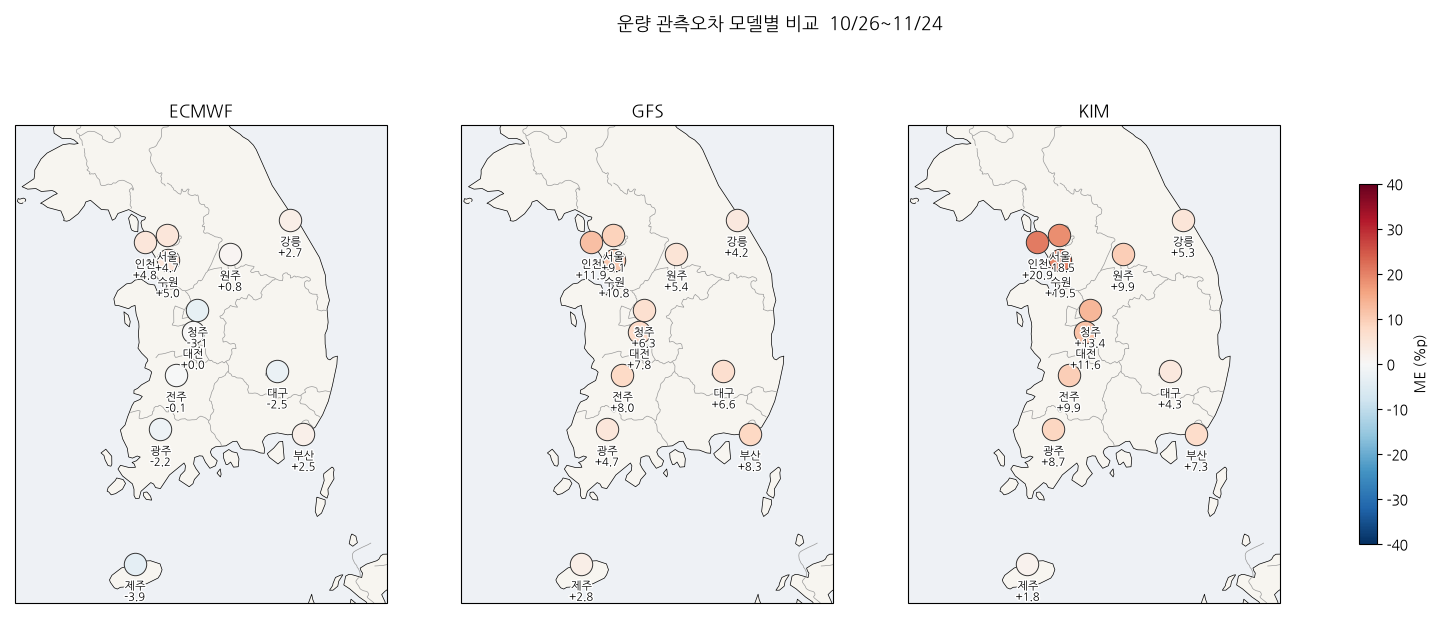 운량 관측오차 모델별 비교 10/26~11/24
ECMWF
강릉
+2.7
서울
+4.7
인천
+4.8
수원
+5.0
원주
+0.8
청주
-3.1
대전
+0.0
전주
-0.1
대구
-2.5
광주
-2.2
부산
+2.5
제주
-3.9
GFS
강릉
+4.2
서울
+9.1
인천
+11.9
수원
+10.8
원주
+5.4
청주
+6.3
대전
+7.8
전주
+8.0
대구
+6.6
광주
+4.7
부산
+8.3
제주
+2.8
KIM
강릉
+5.3
서울
+18.5
인천
+20.9
수원
+19.5
원주
+9.9
청주
+13.4
대전
+11.6
전주
+9.9
대구
+4.3
광주
+8.7
부산
+7.3
제주
+1.8
40
30
20
10
0
-10
-20
-30
-40
ME (%p)